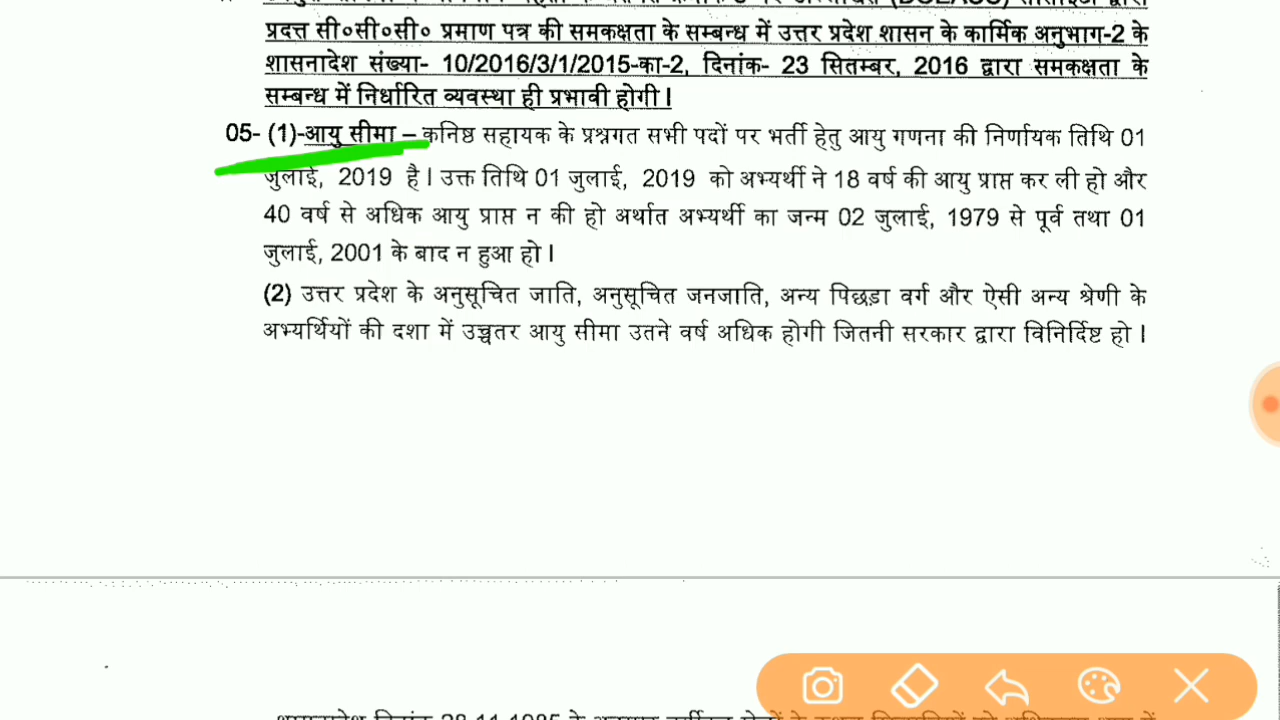 प्रदत्त सी०सी०सी० प्रमाण पत्र की समकक्षता के सम्बन्ध में उत्तर प्रदेश शासन के कार्मिक अनुभाग-2 के
शासनादेश संख्या- 10/2016/3/1/2015-का-2, दिनांक- 23 सितम्बर, 2016 द्वारा समकक्षता के
सम्बन्ध में निर्धारित व्यवस्था ही प्रभावी होगी।
05- (1)-आयु सीमा – कनिष्ठ सहायक के प्रश्नगत सभी पदों पर भर्ती हेतु आयु गणना की निर्णायक तिथि 01
जुलाई, 2019 है। उक्त तिथि 01 जुलाई, 2019 को अभ्यर्थी ने 18 वर्ष की आयु प्राप्त कर ली हो और
40 वर्ष से अधिक आयु प्राप्त न की हो अर्थात अभ्यर्थी का जन्म 02 जुलाई, 1979 से पूर्व तथा 01
जुलाई, 2001 के बाद न हुआ हो।
(2) उत्तर प्रदेश के अनुसूचित जाति, अनुसूचित जनजाति, अन्य पिछड़ा वर्ग और ऐसी अन्य श्रेणी के
अभ्यर्थियों की दशा में उच्चतर आयु सीमा उतने वर्ष अधिक होगी जितनी सरकार द्वारा विनिर्दिष्ट हो।